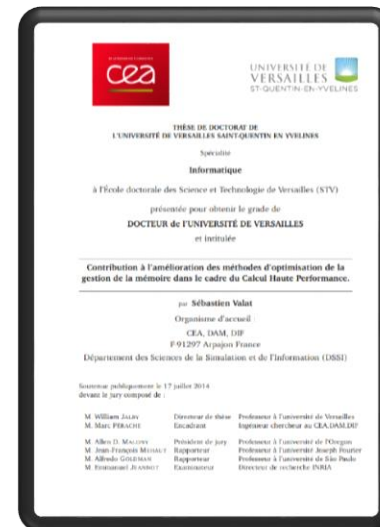 cea
UNIVERSITÉ DE
VERSAILLES
ST-QUENTIN-EN-YVELINES
THÈSE DE DOCTORAT DE
L'UNIVERSITÉ DE VERSAILLES SAINT-QUENTIN EN YVELINES
Spécialité
Informatique
à l'École doctorale des Science et Technologie de Versailles (STV)
présentée pour obtenir le grade de
DOCTEUR de l'UNIVERSITÉ DE VERSAILLES
et intitulée
Contribution à l'amélioration des méthodes d'optimisation de la
gestion de la mémoire dans le cadre du Calcul Haute Performance.
par Sébastien Valat
Organisme d'accueil
CEA, DAM, DIF
F-91297 Arpajon France
Département des Sciences de la Simulation et de l'Information (DSSI)
Soutenue publiquement le 17 juillet 2014
devant le jury composé de :
M. William JALBY Directeur de thèse Professeur à l'université de Versailles
M. Marc PÉRACHE Encadrant Ingénieur chercheur au CEA,DAM,DIF
M. Allen D. MALONY Président de jury Professeur à l'université de l'Oregon
M. Jean-François MÉHAUT Rapporteur Professeur à l'université Joseph Fourier
M. Alfredo GOLDMAN Rapporteur Professeur à l'université de São Paulo
M. Emmanuel JEANNOT Examinateur Directeur de recherche INRIA